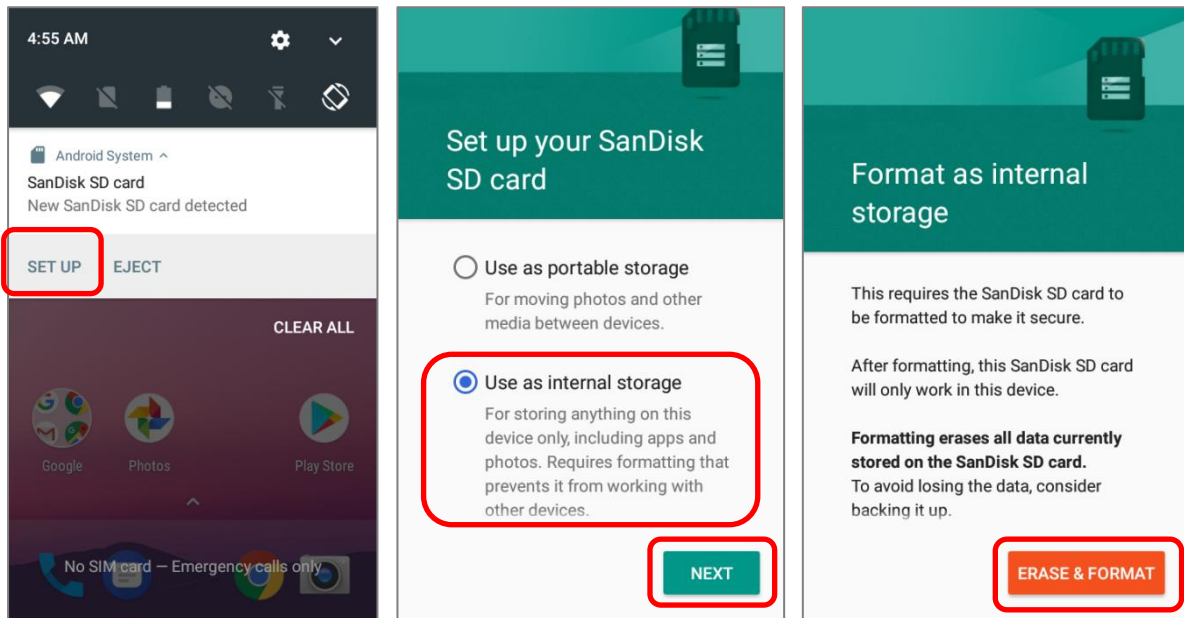 4:55 AM
Android System
SanDisk SD card
New SanDisk SD card detected
SET UP EJECT
CLEAR ALL
Google Photos Play Store
No SIM card — Emergency calls only
Set up your SanDisk
SD card
Use as portable storage
For moving photos and other
media between devices.
Use as internal storage
For storing anything on this
device only, including apps and
photos. Requires formatting that
prevents it from working with
other devices.
NEXT
Format as internal
storage
This requires the SanDisk SD card to
be formatted to make it secure.
After formatting, this SanDisk SD card
will only work in this device.
Formatting erases all data currently
stored on the SanDisk SD card.
To avoid losing the data, consider
backing it up.
ERASE & FORMAT